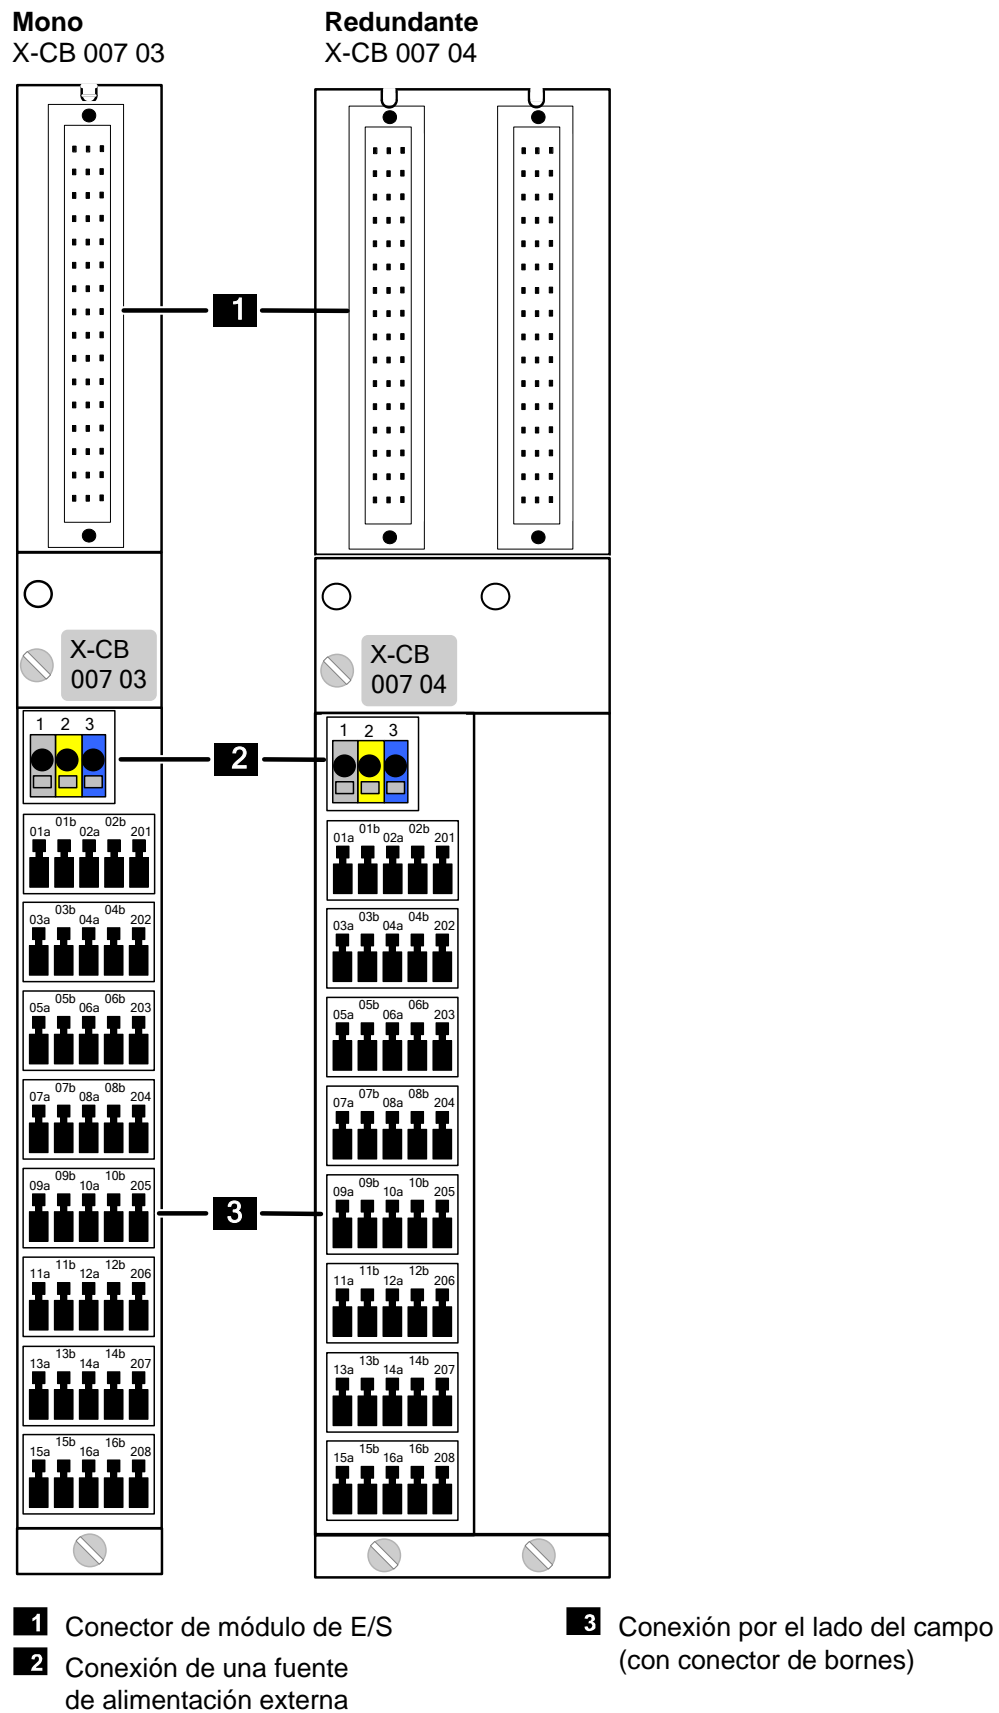 Mono
X-CB 007 03
Redundante
X-CB 007 04
1
X-CB
007 03
X-CB
007 04
1 2 3
1 2 3
2
01a 01b 02a 02b 201
01a 01b 02a 02b 201
03a 03b 04a 04b 202
03a 03b 04a 04b 202
05a 05b 06a 06b 203
05a 05b 06a 06b 203
07a 07b 08a 08b 204
07a 07b 08a 08b 204
09a 09b 10a 10b 205
3
09a 09b 10a 10b 205
11a 11b 12a 12b 206
11a 11b 12a 12b 206
13a 13b 14a 14b 207
13a 13b 14a 14b 207
15a 15b 16a 16b 208
15a 15b 16a 16b 208
1 Conector de módulo de E/S
2 Conexión de una fuente
de alimentación externa
3 Conexión por el lado del campo
(con conector de bornes)